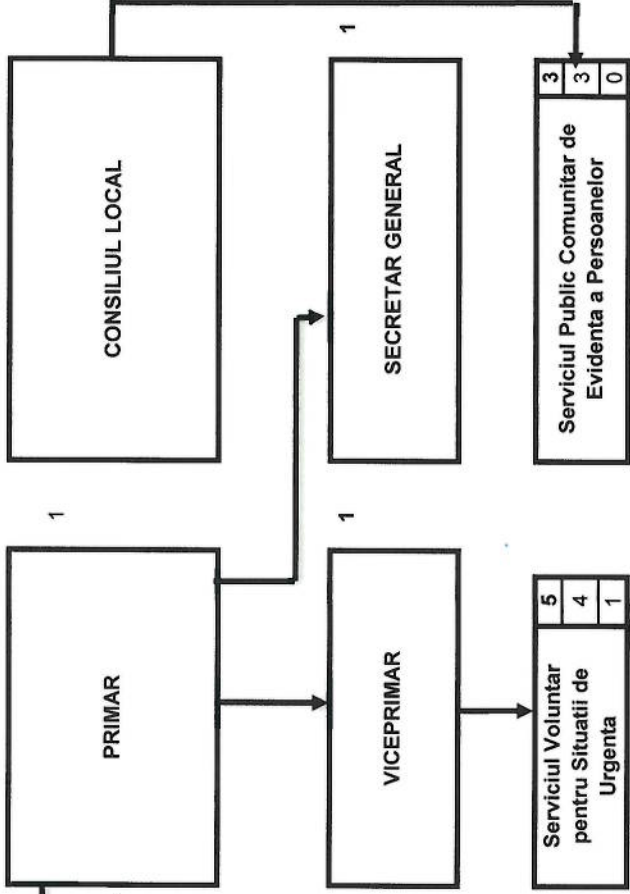 CONSILIUL LOCAL
1
PRIMAR
1
SECRETAR GENERAL
1
VICEPRIMAR
Serviciul Public Comunitar de
Evidenta a Persoanelor
3
3
0
Serviciul Voluntar
pentru Situatii de
Urgenta
5
4
1